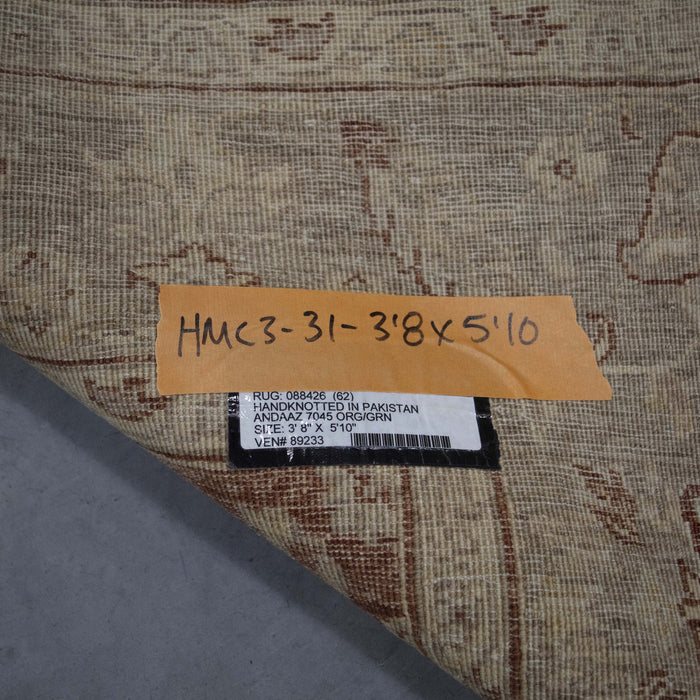 HMC3-31-3'8x5'10
RUG: 088426 (62)
HANDKNOTTED IN PAKISTAN
ANDAAZ 7045 ORG/GRN
SIZE: 3' 8" X 5'10"
VEN# 89233